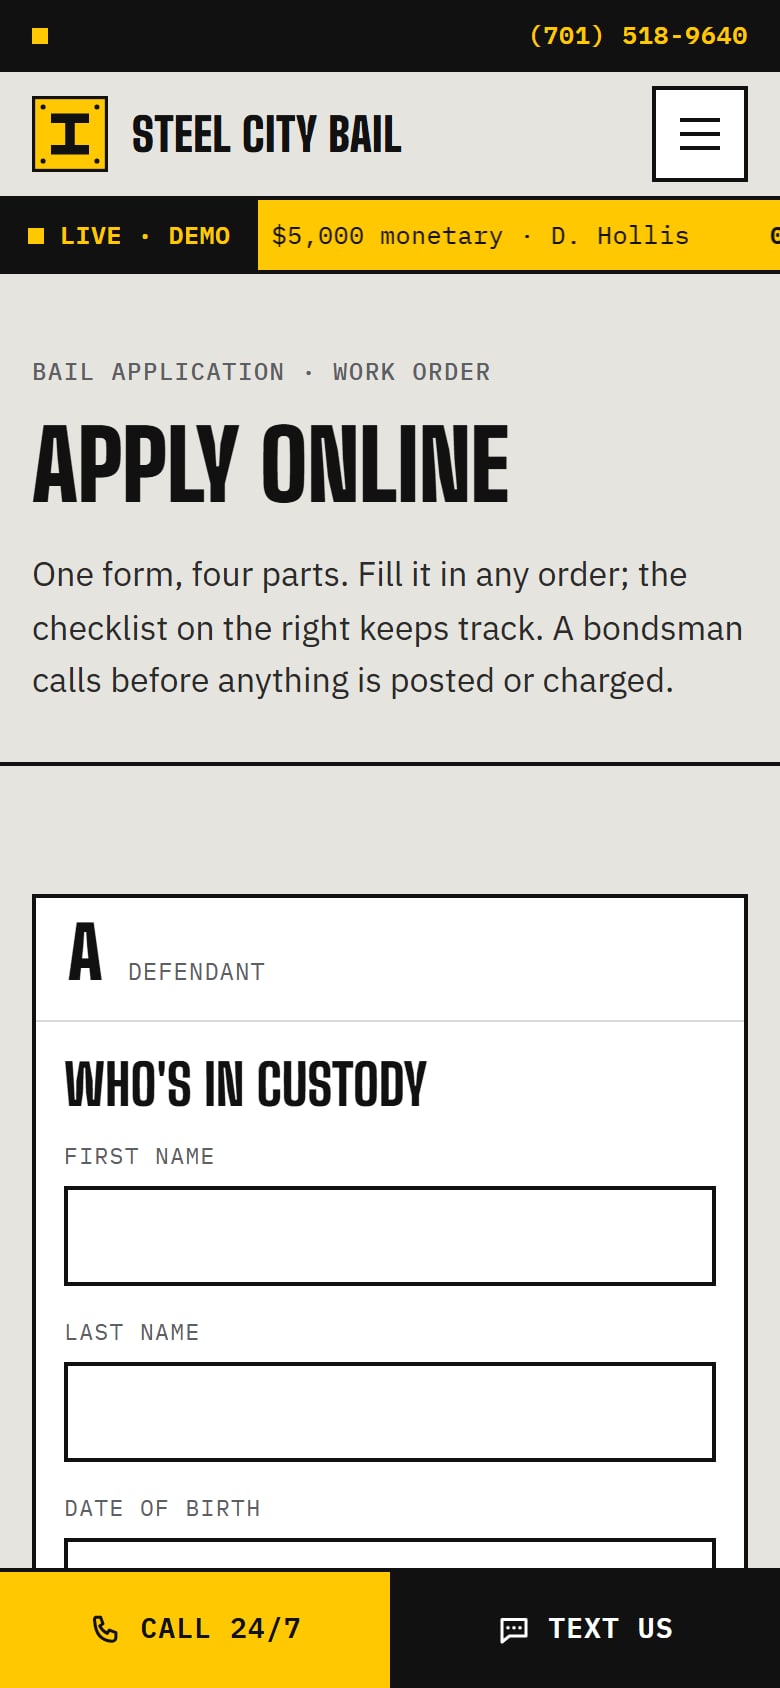 (701) 518-9640
STEEL CITY BAIL
LIVE · DEMO
$5,000 monetary · D. Hollis
BAIL APPLICATION · WORK ORDER
APPLY ONLINE
One form, four parts. Fill it in any order; the
checklist on the right keeps track. A bondsman
calls before anything is posted or charged.
A DEFENDANT
WHO'S IN CUSTODY
FIRST NAME
LAST NAME
DATE OF BIRTH
CALL 24/7
TEXT US